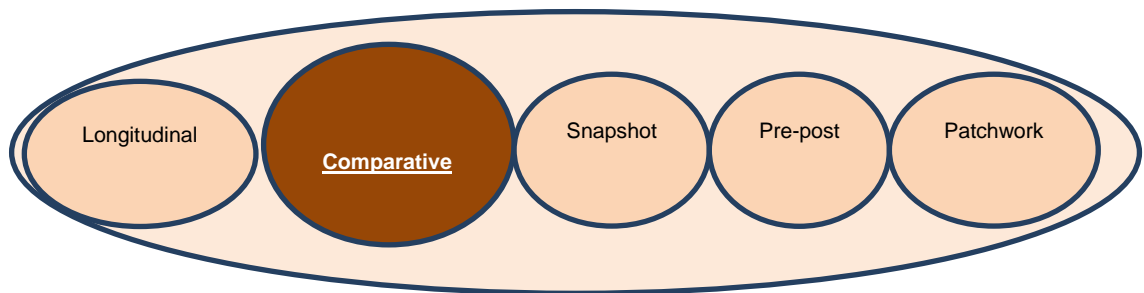 Longitudinal
Comparative
Snapshot
Pre-post
Patchwork